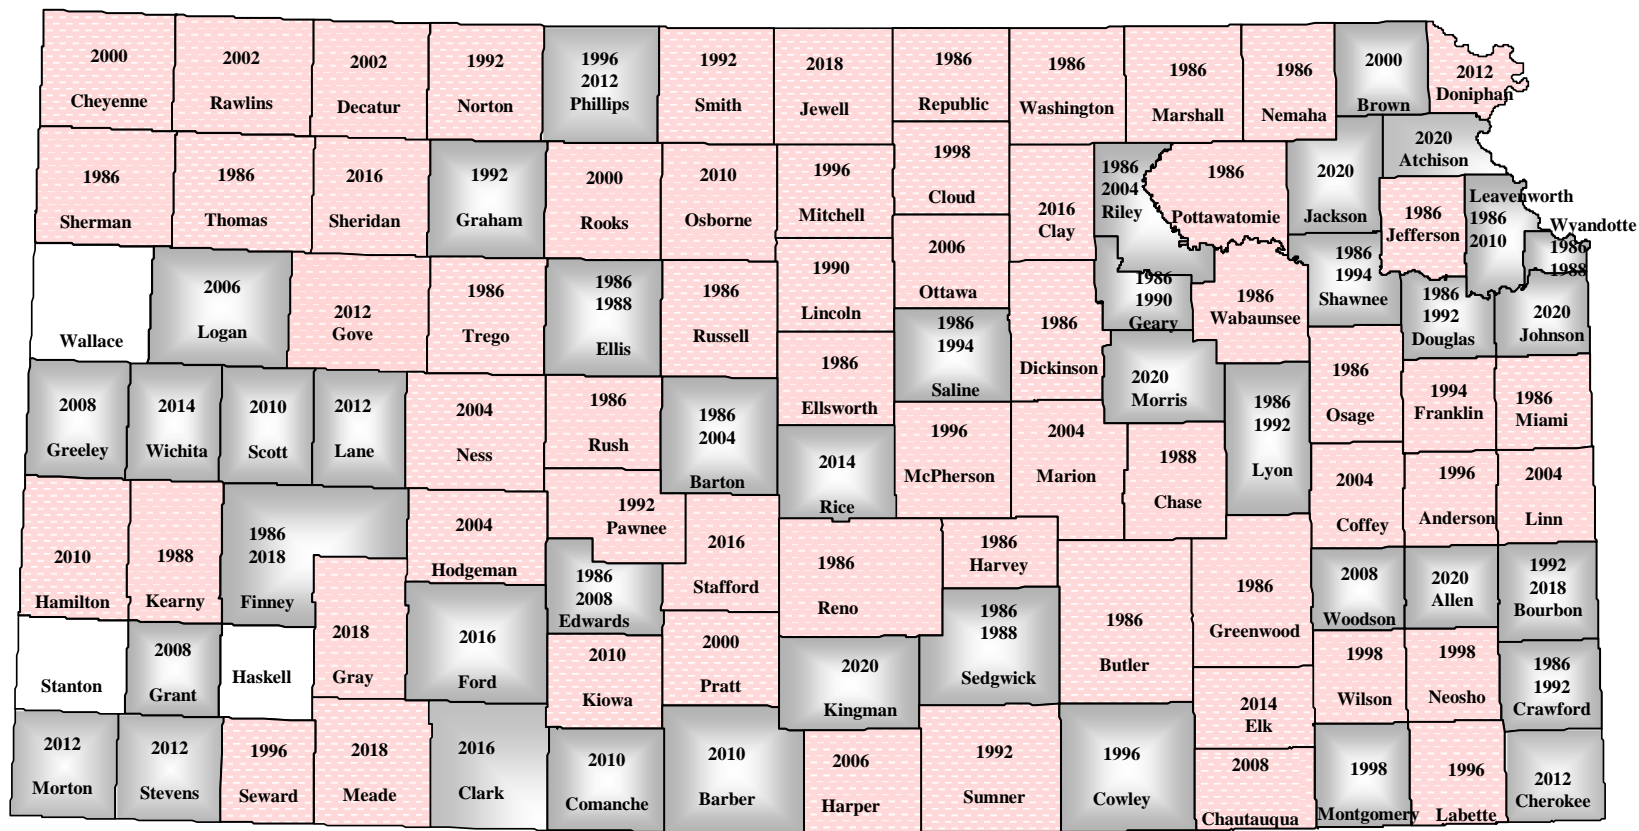 2000
Cheyenne
2002
Rawlins
2002
Decatur
1992
Norton
1996
2012
Phillips
1992
Smith
2018
Jewell
1986
Republic
1986
Washington
1986
Marshall
1986
Nemaha
2000
Brown
2012
Doniphan
1986
Sherman
1986
Thomas
2016
Sheridan
1992
Graham
2000
Rooks
2010
Osborne
1996
Mitchell
1998
Cloud
2016
Clay
1986
2004
Riley
1986
Pottawatomie
2020
Jackson
2020
Atchison
1986
Jefferson
Leavenworth
1986
2010
Wyandotte
1986
1988
Wallace
2006
Logan
2012
Gove
1986
Trego
1986
1988
Ellis
1986
Russell
1990
Lincoln
2006
Ottawa
1986
1994
Saline
1986
Dickinson
1986
1990
Geary
1986
Wabaunsee
1986
1994
Shawnee
1986
1992
Douglas
2020
Johnson
2008
Greeley
2014
Wichita
2010
Scott
2012
Lane
2004
Ness
1986
Rush
1986
2004
Barton
1986
Ellsworth
2014
Rice
1996
McPherson
2004
Marion
2020
Morris
1988
Chase
1986
1992
Lyon
1986
Osage
1994
Franklin
1986
Miami
2010
Hamilton
1988
Kearny
1986
2018
Finney
2004
Hodgeman
1992
Pawnee
1986
2008
Edwards
2016
Stafford
1986
Reno
1986
Harvey
1986
Butler
1986
Greenwood
2004
Coffey
1996
Anderson
2004
Linn
2008
Woodson
2020
Allen
1992
2018
Bourbon
Stanton
2008
Grant
Haskell
2018
Gray
2016
Ford
2010
Kiowa
2000
Pratt
2020
Kingman
1986
1988
Sedgwick
2014
Elk
1998
Wilson
1998
Neosho
1986
1992
Crawford
2012
Morton
2012
Stevens
1996
Seward
2018
Meade
2016
Clark
2010
Comanche
2010
Barber
2006
Harper
1992
Sumner
1996
Cowley
2008
Chautauqua
1998
Montgomery
1996
Labette
2012
Cherokee